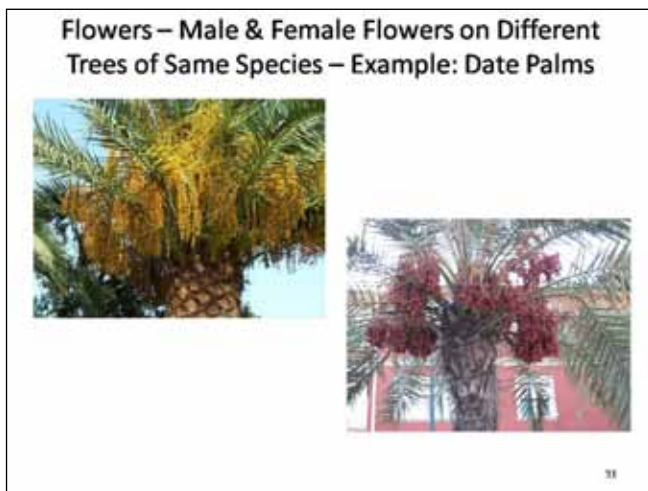 Flowers – Male & Female Flowers on Different
Trees of Same Species – Example: Date Palms